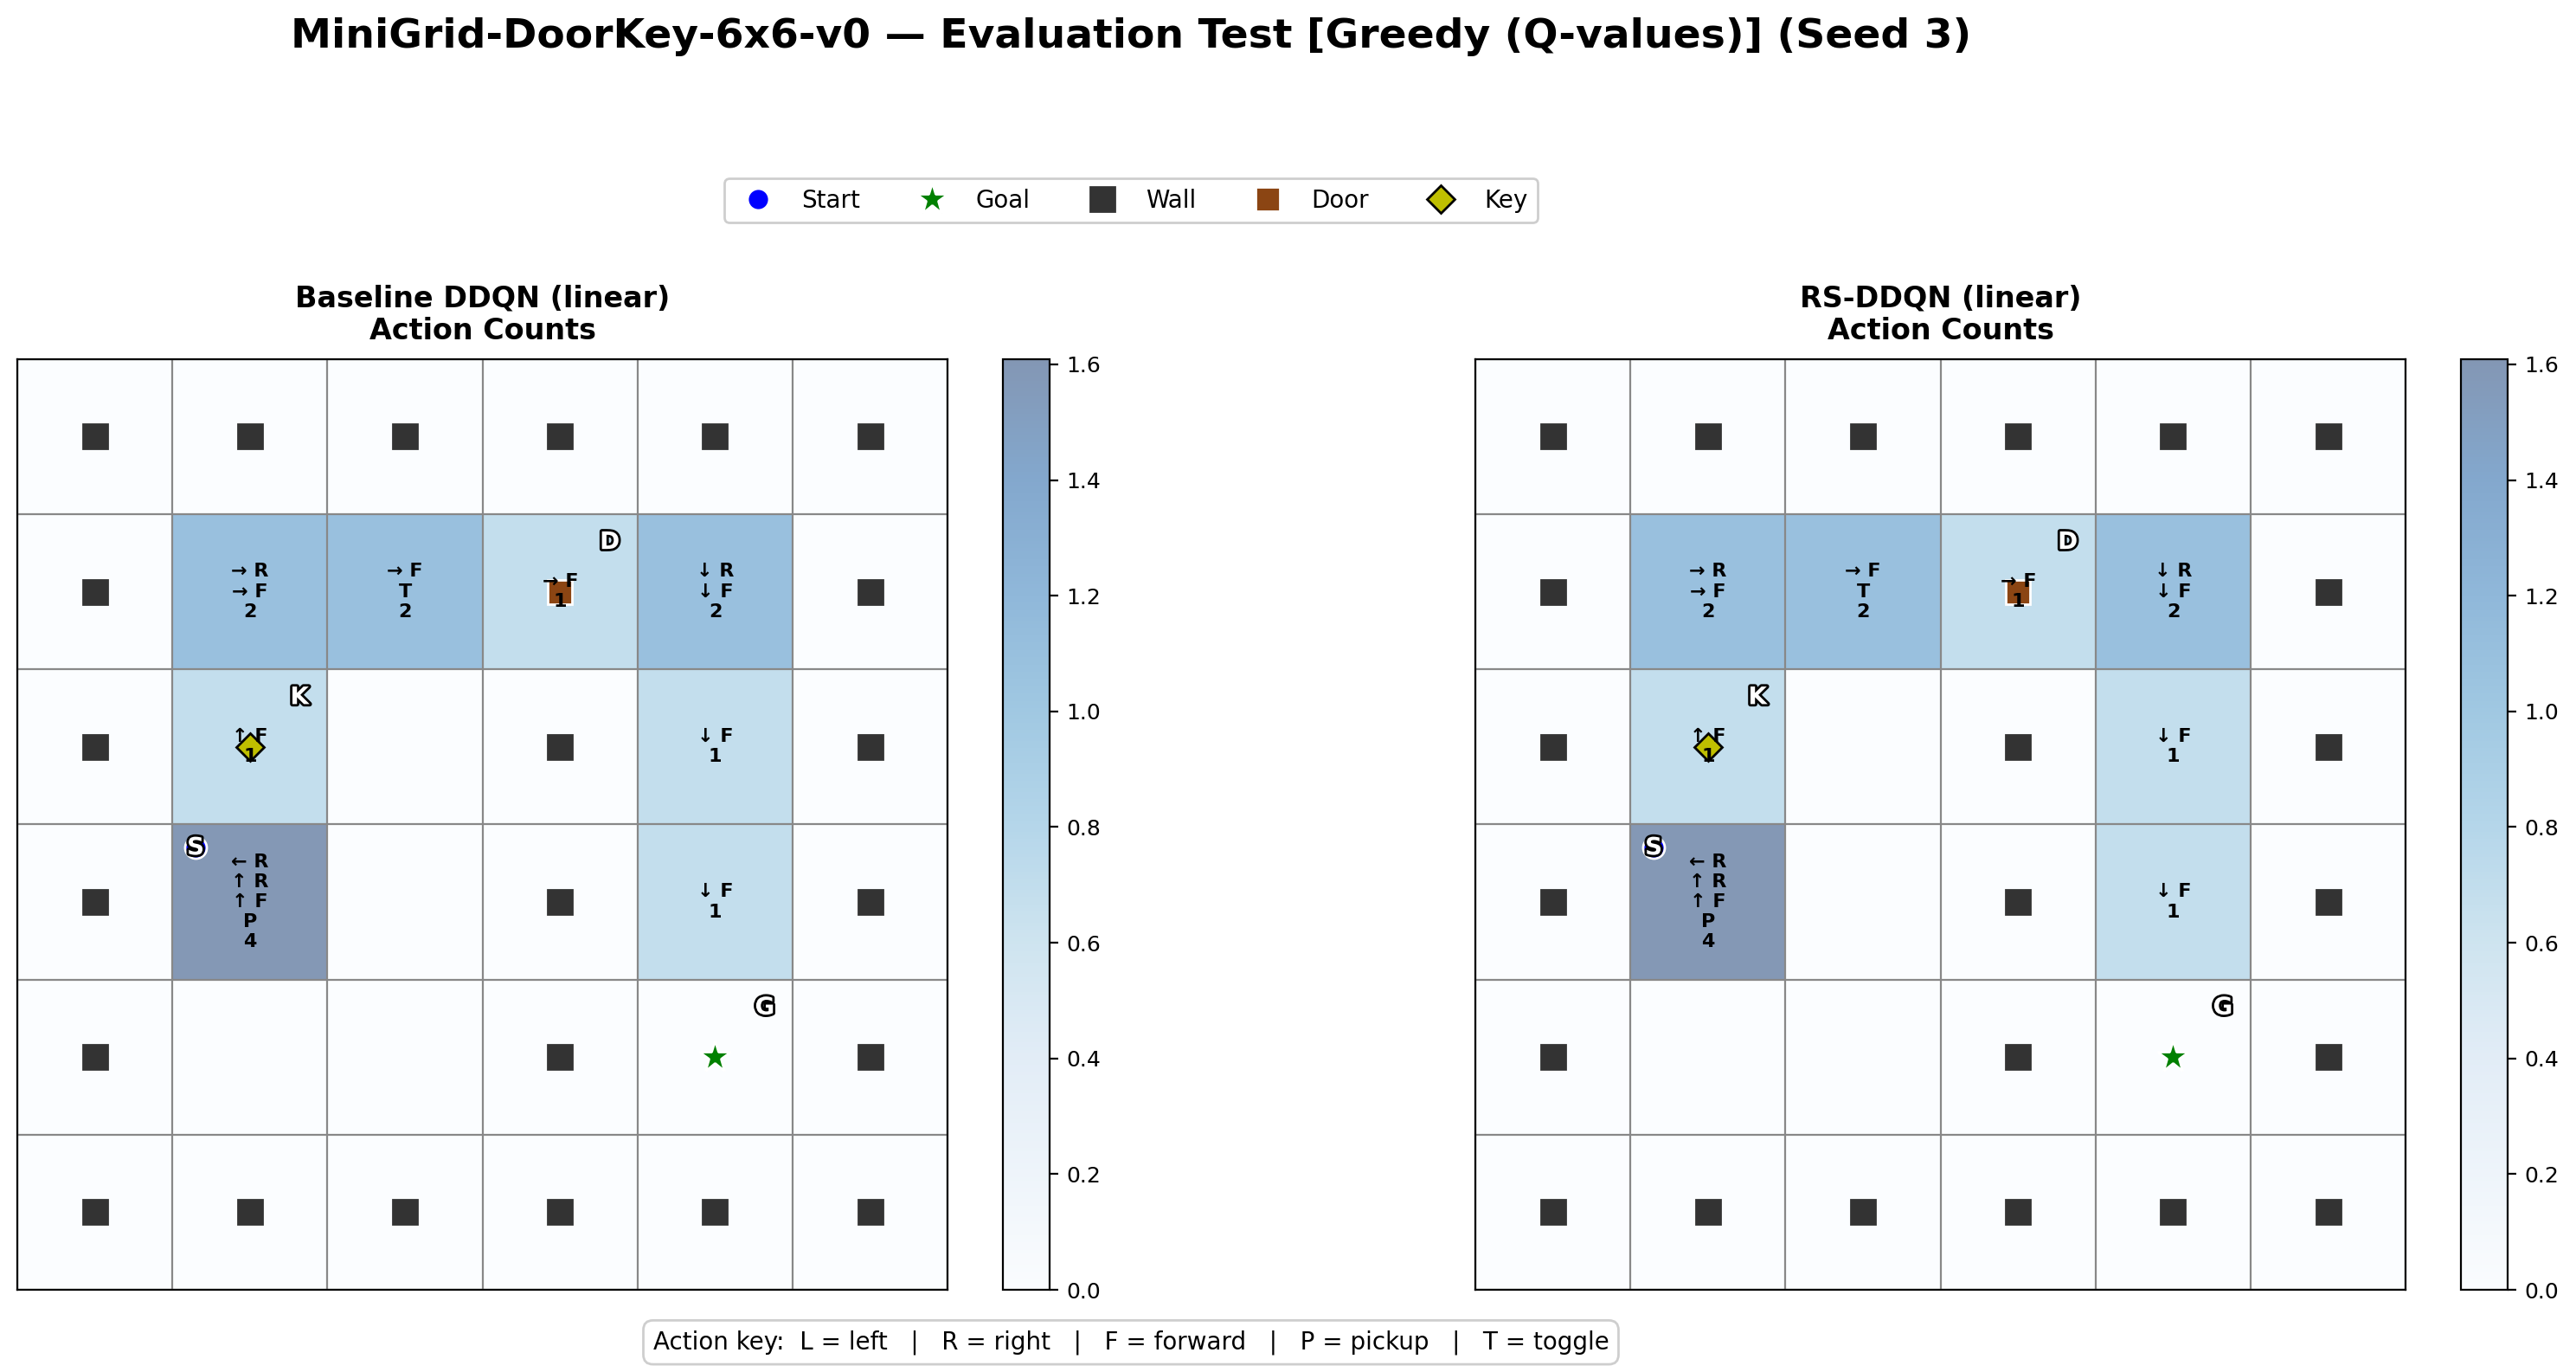 MiniGrid-DoorKey-6x6-v0 — Evaluation Test [Greedy (Q-values)] (Seed 3)
Start Goal Wall Door Key
Baseline DDQN (linear)
Action Counts
D
→ R
→ F
2
→ F
T
2
→ F
1
↓ R
↓ F
2
K
↑ F
1
↓ F
1
S
← R
↑ R
↑ F
P
4
↓ F
1
G
1.6
1.4
1.2
1.0
0.8
0.6
0.4
0.2
0.0
RS-DDQN (linear)
Action Counts
D
→ R
→ F
2
→ F
T
2
→ F
1
↓ R
↓ F
2
K
↑ F
1
↓ F
1
S
← R
↑ R
↑ F
P
4
↓ F
1
G
1.6
1.4
1.2
1.0
0.8
0.6
0.4
0.2
0.0
Action key: L = left | R = right | F = forward | P = pickup | T = toggle